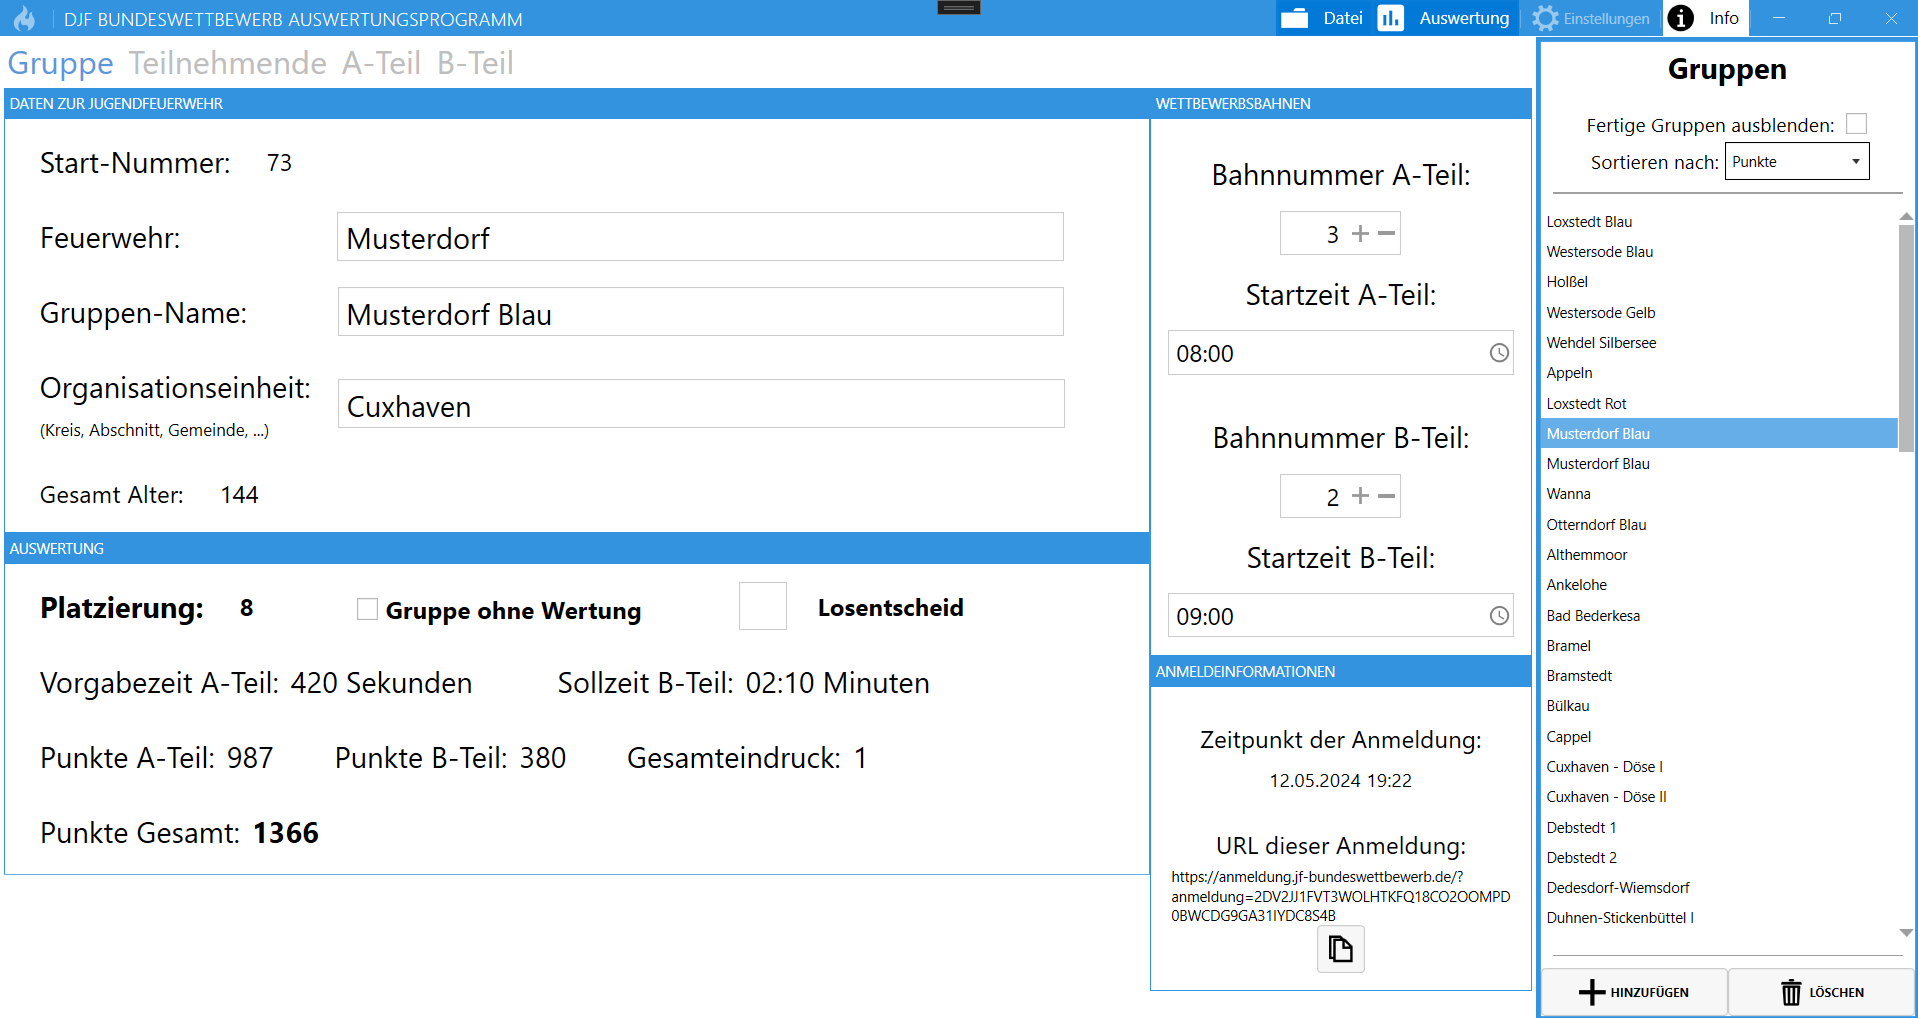 DJF BUNDESWETTBEWERB AUSWERTUNGSPROGRAMM
Datei
Auswertung
Einstellungen
Info
Gruppe Teilnehmende A-Teil B-Teil
DATEN ZUR JUGENDFEUERWEHR
Start-Nummer: 73
Feuerwehr: Musterdorf
Gruppen-Name: Musterdorf Blau
Organisationseinheit: Cuxhaven
(Kreis, Abschnitt, Gemeinde, ...)
Gesamt Alter: 144
AUSWERTUNG
Platzierung: 8 Gruppe ohne Wertung Losentscheid
Vorgabezeit A-Teil: 420 Sekunden Sollzeit B-Teil: 02:10 Minuten
Punkte A-Teil: 987 Punkte B-Teil: 380 Gesamteindruck: 1
Punkte Gesamt: 1366
WETTBEWERBSBAHNEN
Bahnnummer A-Teil:
3
Startzeit A-Teil:
08:00
Bahnnummer B-Teil:
2
Startzeit B-Teil:
09:00
ANMELDEINFORMATIONEN
Zeitpunkt der Anmeldung:
12.05.2024 19:22
URL dieser Anmeldung:
https://anmeldung.jf-bundeswettbewerb.de/?
anmeldung=2DV2JJ1FVT3WOLHTKFQ18CO2OOMPD
0BWCDG9GA31IYDC8S4B
Gruppen
Fertige Gruppen ausblenden:
Sortieren nach: Punkte
Loxstedt Blau
Westersode Blau
Holßel
Westersode Gelb
Wehdel Silbersee
Appeln
Loxstedt Rot
Musterdorf Blau
Musterdorf Blau
Wanna
Otterndorf Blau
Althemmoor
Ankelohe
Bad Bederkesa
Bramel
Bramstedt
Bülkau
Cappel
Cuxhaven - Döse I
Cuxhaven - Döse II
Debstedt 1
Debstedt 2
Dedesdorf-Wiemsdorf
Duhnen-Stickenbüttel I
HINZUFÜGEN
LÖSCHEN